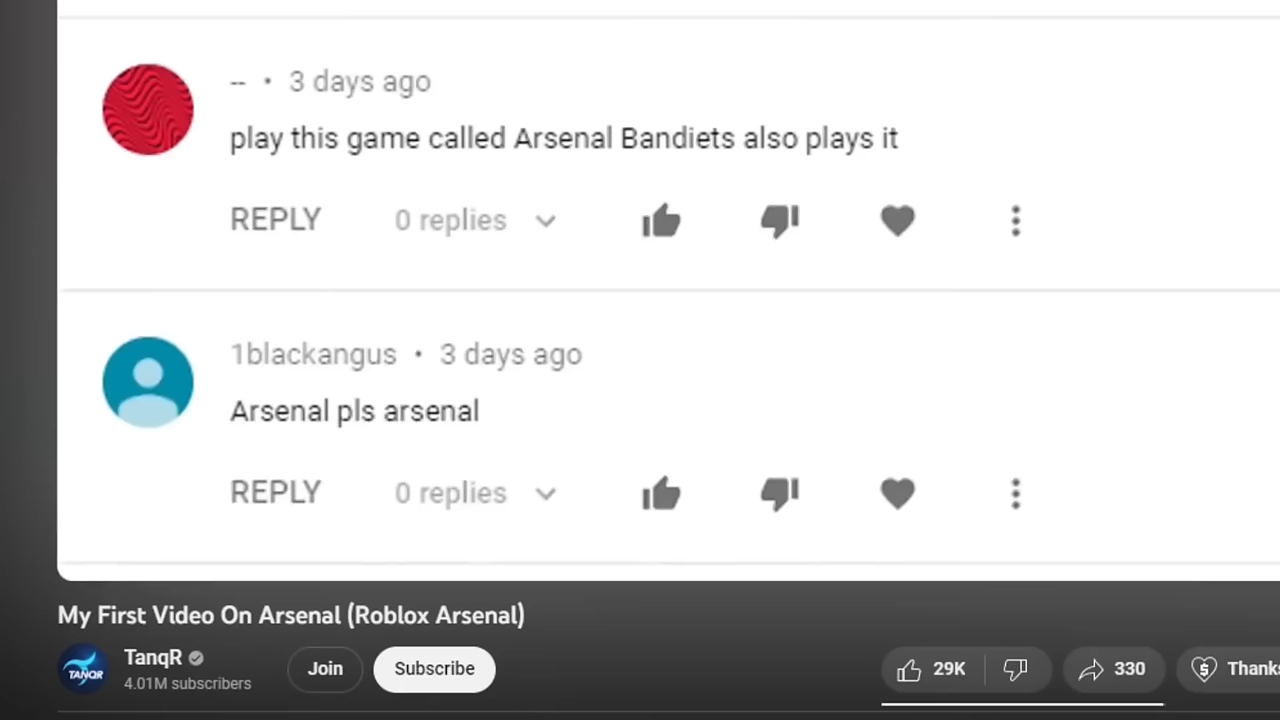 -- • 3 days ago
play this game called Arsenal Bandiets also plays it
REPLY 0 replies
1blackangus • 3 days ago
Arsenal pls arsenal
REPLY 0 replies
My First Video On Arsenal (Roblox Arsenal)
TANQR TanqR
4.01M subscribers
Join Subscribe 29K 330 Thanks